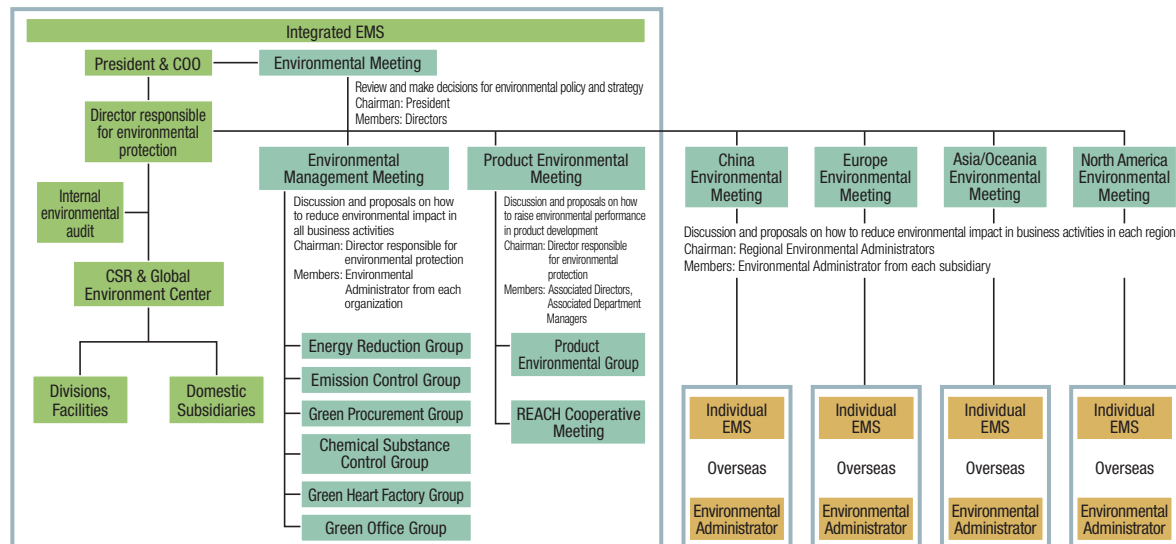 Integrated EMS
President & COO
Environmental Meeting
Review and make decisions for environmental policy and strategy
Chairman: President
Members: Directors
Director responsible
for environmental
protection
Internal
environmental
audit
CSR & Global
Environment Center
Divisions,
Facilities
Domestic
Subsidiaries
Environmental
Management Meeting
Discussion and proposals on how
to reduce environmental impact in
all business activities
Chairman: Director responsible for
environmental protection
Members: Environmental
Administrator from each
organization
Energy Reduction Group
Emission Control Group
Green Procurement Group
Chemical Substance
Control Group
Green Heart Factory Group
Green Office Group
Product Environmental
Meeting
Discussion and proposals on how
to raise environmental performance
in product development
Chairman: Director responsible
for environmental
protection
Members: Associated Directors,
Associated Department
Managers
Product
Environmental Group
REACH Cooperative
Meeting
China
Environmental
Meeting
Europe
Environmental
Meeting
Asia/Oceania
Environmental
Meeting
North America
Environmental
Meeting
Discussion and proposals on how to reduce environmental impact in business activities in each region
Chairman: Regional Environmental Administrators
Members: Environmental Administrator from each subsidiary
Individual
EMS
Overseas
Environmental
Administrator
Individual
EMS
Overseas
Environmental
Administrator
Individual
EMS
Overseas
Environmental
Administrator
Individual
EMS
Overseas
Environmental
Administrator